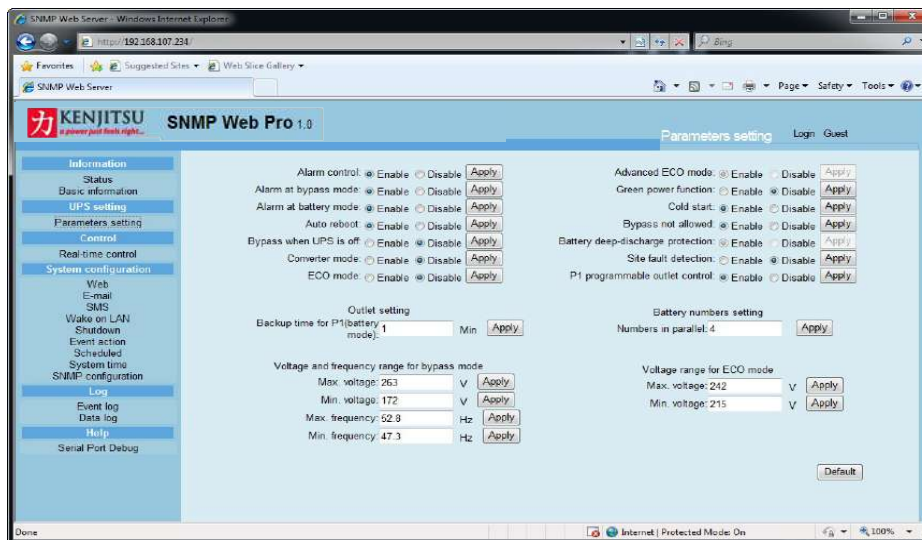 SNMP Web Server - Windows Internet Explorer
http://192.168.107.234/
Bing
Favorites Suggested Sites Web Slice Gallery
SNMP Web Server
Page Safety Tools
力 KENJITSU
a power just feels right...
SNMP Web Pro 1.0
Parameters setting Login Guest
Information
Status
Basic information
UPS setting
Parameters setting
Control
Real-time control
System configuration
Web
E-mail
SMS
Wake on LAN
Shutdown
Event action
Scheduled
System time
SNMP configuration
Log
Event log
Data log
Help
Serial Port Debug
Alarm control: Enable Disable Apply
Alarm at bypass mode: Enable Disable Apply
Alarm at battery mode: Enable Disable Apply
Auto reboot: Enable Disable Apply
Bypass when UPS is off: Enable Disable Apply
Converter mode: Enable Disable Apply
ECO mode: Enable Disable Apply
Advanced ECO mode: Enable Disable Apply
Green power function: Enable Disable Apply
Cold start: Enable Disable Apply
Bypass not allowed: Enable Disable Apply
Battery deep-discharge protection: Enable Disable Apply
Site fault detection: Enable Disable Apply
P1 programmable outlet control: Enable Disable Apply
Outlet setting
Backup time for P1(battery
mode): 1 Min Apply
Battery numbers setting
Numbers in parallel: 4 Apply
Voltage and frequency range for bypass mode
Max. voltage: 263 V Apply
Min. voltage: 172 V Apply
Max. frequency: 52.8 Hz Apply
Min. frequency: 47.3 Hz Apply
Voltage range for ECO mode
Max. voltage: 242 V Apply
Min. voltage: 215 V Apply
Default
Done
Internet | Protected Mode: On
100%